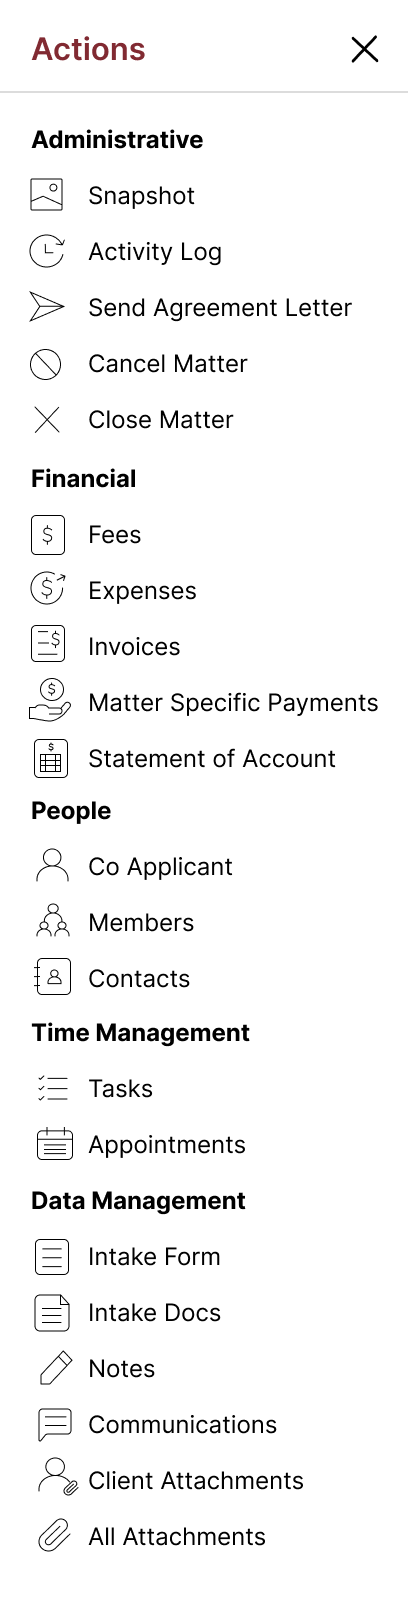 Actions
Administrative
Snapshot
Activity Log
Send Agreement Letter
Cancel Matter
Close Matter
Financial
$ Fees
$ Expenses
$ Invoices
$ Matter Specific Payments
$ Statement of Account
People
Co Applicant
Members
Contacts
Time Management
Tasks
Appointments
Data Management
Intake Form
Intake Docs
Notes
Communications
Client Attachments
All Attachments